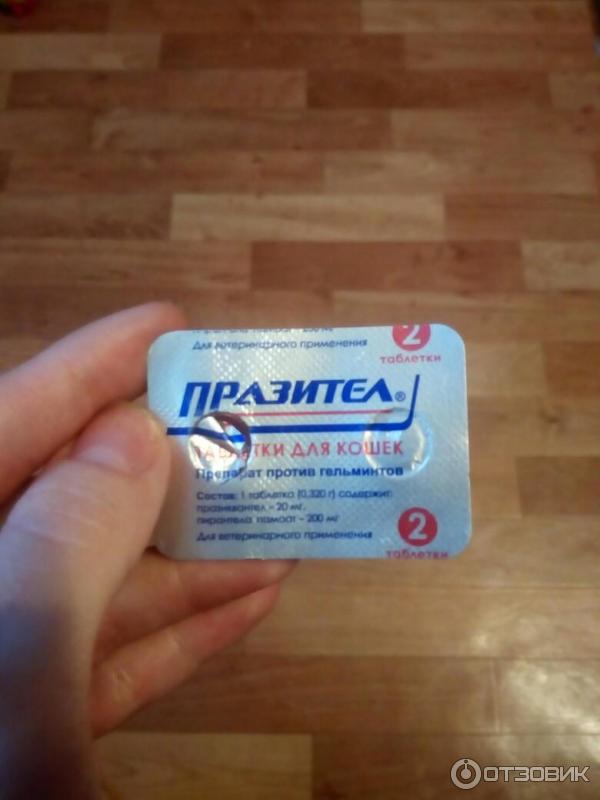 Для ветеринарного применения
2
таблетки
ПРАЗИТЕЛ®
ТАБЛЕТКИ ДЛЯ КОШЕК
Препарат против гельминтов
Состав: 1 таблетка (0,320 г) содержит:
празиквантел - 20 мг,
пирантела памоат - 200 мг
Для ветеринарного применения
2
таблетки
ОТЗОВИК